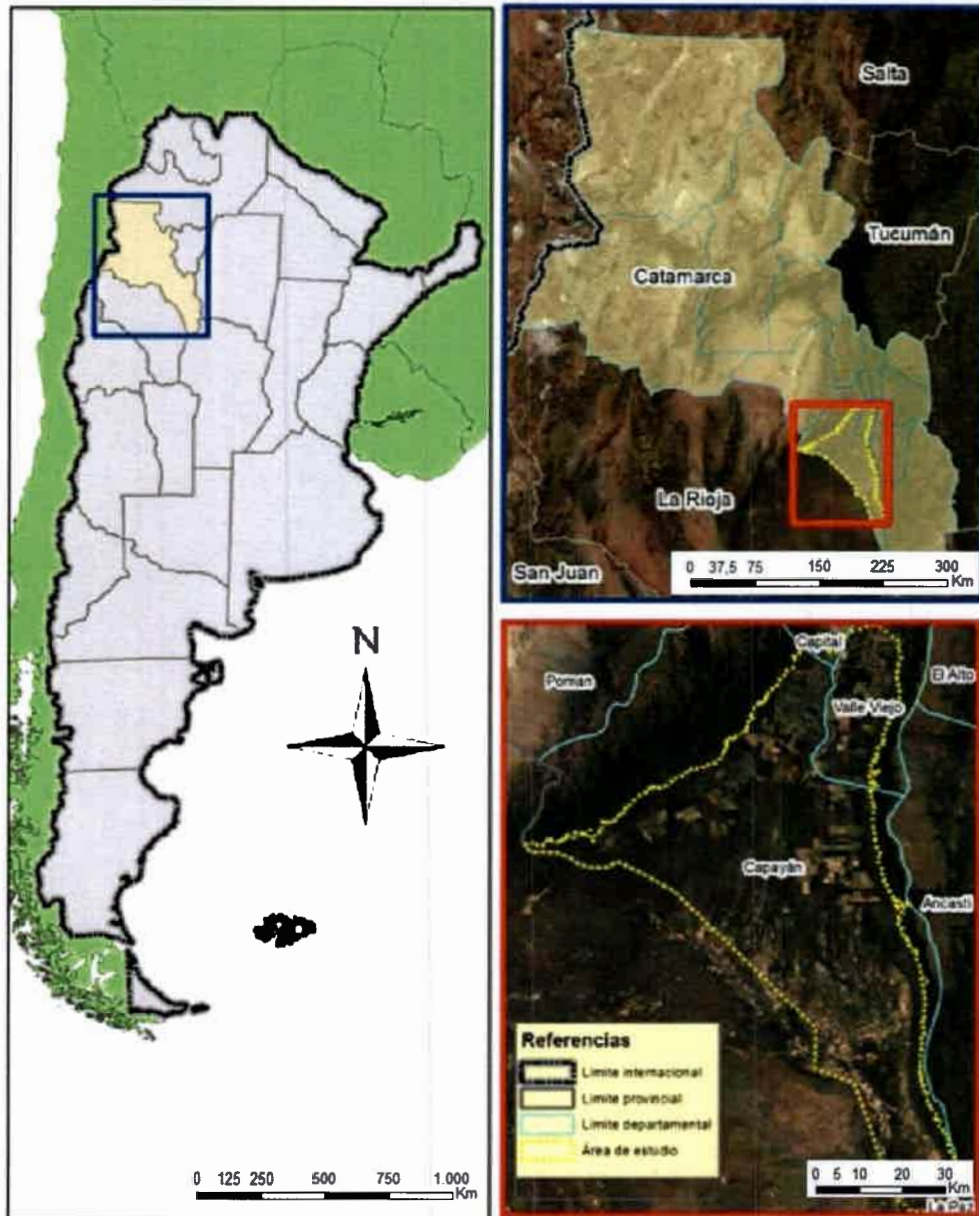 N
0 125 250 500 750 1.000
Km
Salta
Tucumán
Catamarca
La Rioja
San Juan
0 37,5 75 150 225 300
Km
Capital
Poman
El Alto
Valle Viejo
Capayán
Ancasti
Referencias
Limite internacional
Limite provincial
Limite departamental
Área de estudio
0 5 10 20 30
Km
La Paz